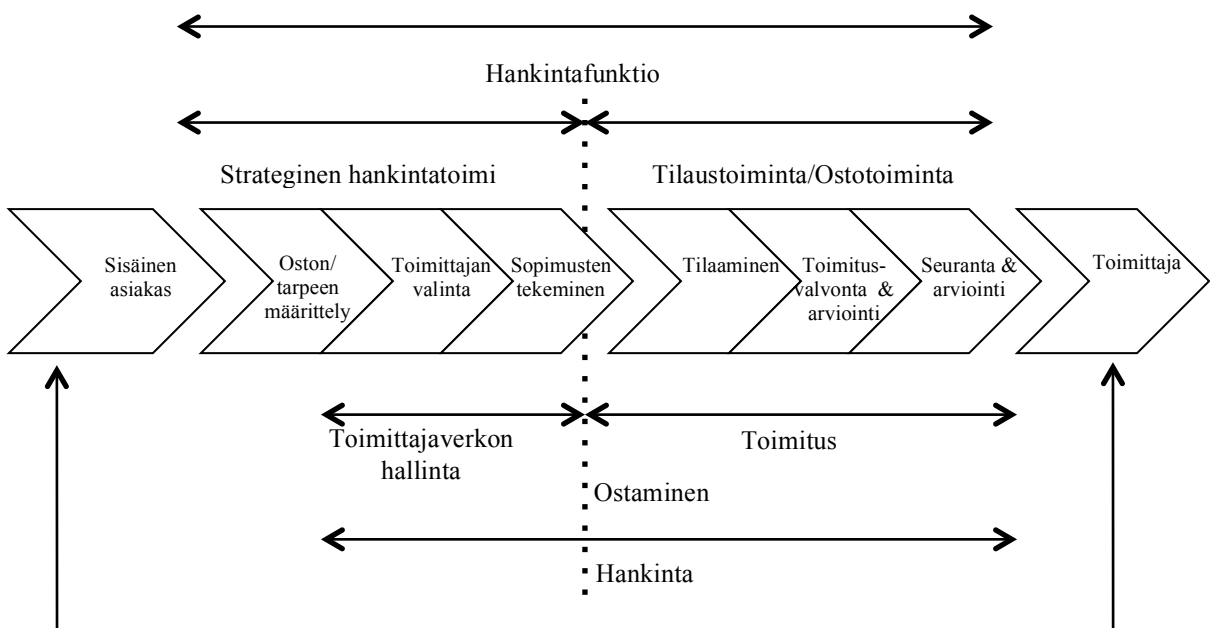 Hankintafunktio
Strateginen hankintatoimi
Tilaustoiminta/Ostotoiminta
Sisäinen
asiakas
Oston/
tarpeen
määrittely
Toimittajan
valinta
Sopimusten
tekeminen
Tilaaminen
Toimitus-
valvonta &
arviointi
Seuranta &
arviointi
Toimittaja
Toimittajaverkon
hallinta
Toimitus
Ostaminen
Hankinta